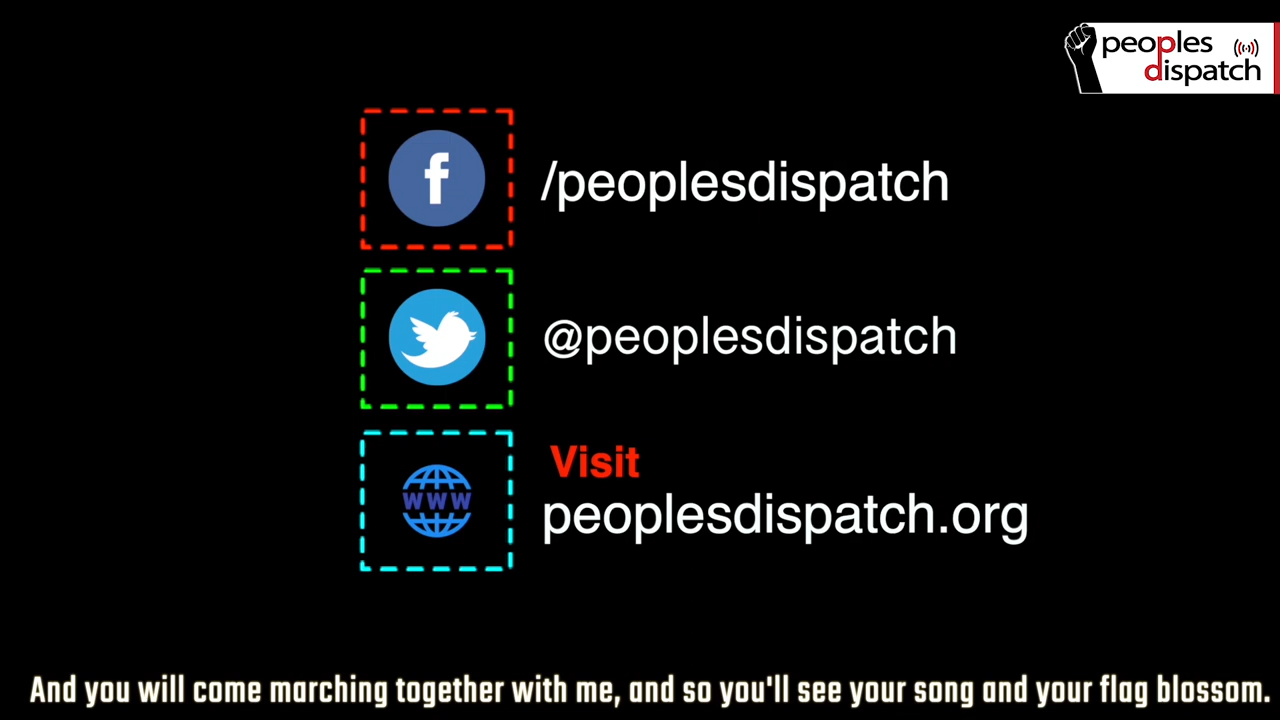 peoples
dispatch
f
/peoplesdispatch
@peoplesdispatch
Visit
WWW
peoplesdispatch.org
And you will come marching together with me, and so you'll see your song and your flag blossom.